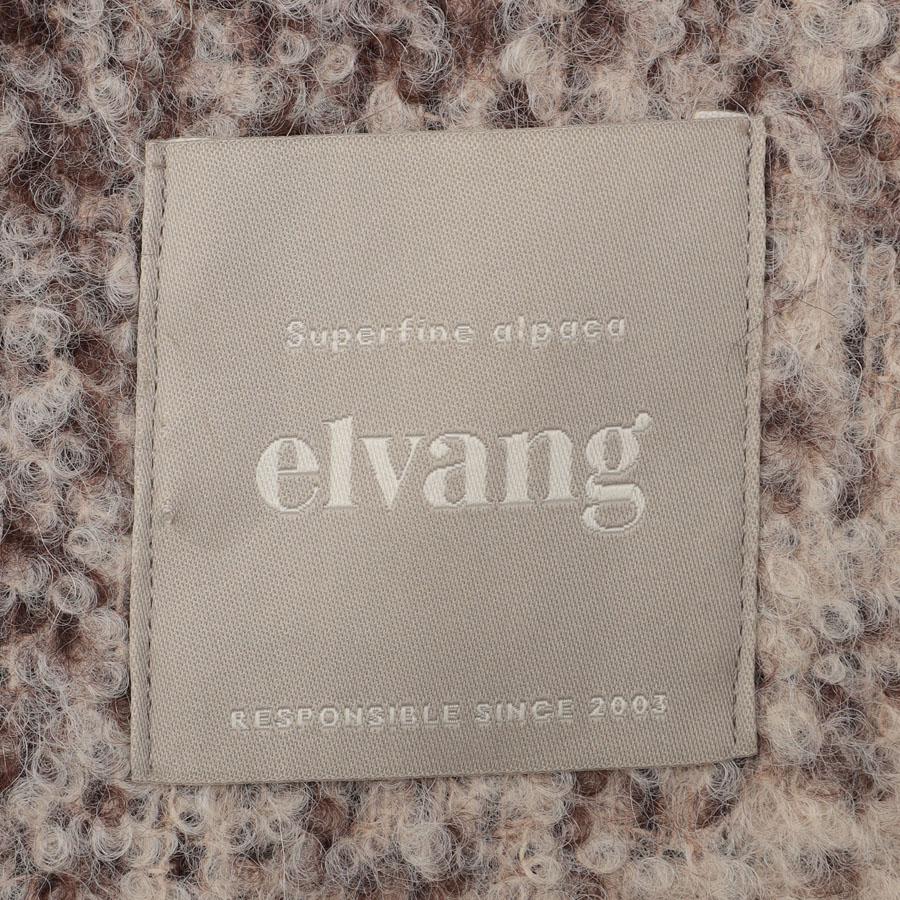 Superfine alpaca
elvang
RESPONSIBLE SINCE 2003